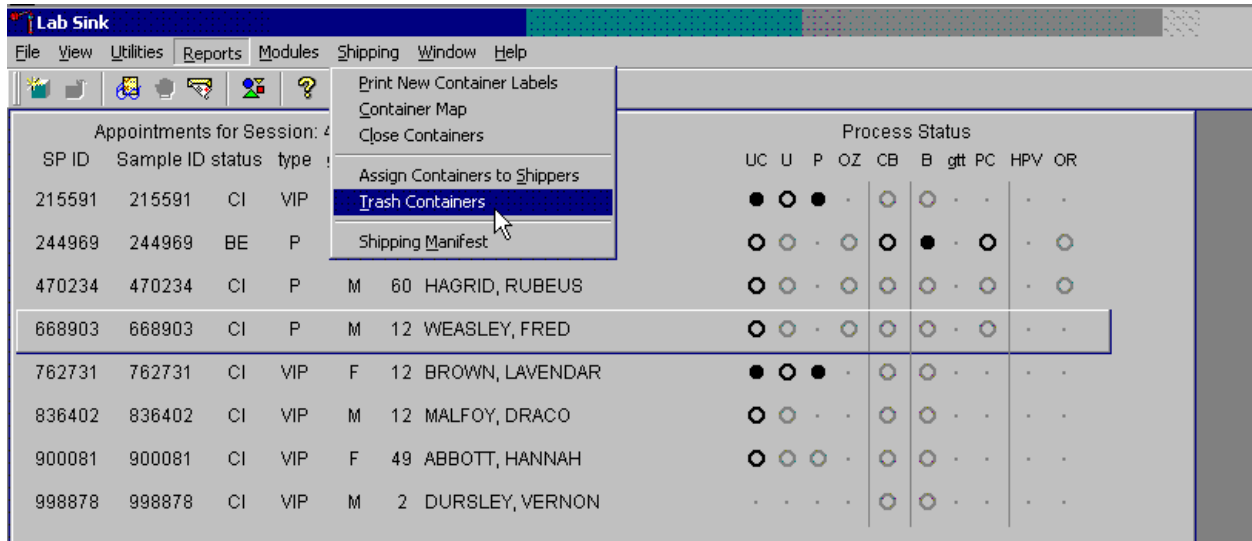 Lab Sink
File View Utilities Reports Modules Shipping Window Help
Print New Container Labels
Container Map
Close Containers
Assign Containers to Shippers
Trash Containers
Shipping Manifest
Appointments for Session: Process Status
SP ID Sample ID status type UC U P OZ CB B gtt PC HPV OR
215591 215591 CI VIP
244969 244969 BE P
470234 470234 CI P M 60 HAGRID, RUBEUS
668903 668903 CI P M 12 WEASLEY, FRED
762731 762731 CI VIP F 12 BROWN, LAVENDAR
836402 836402 CI VIP M 12 MALFOY, DRACO
900081 900081 CI VIP F 49 ABBOTT, HANNAH
998878 998878 CI VIP M 2 DURSLEY, VERNON